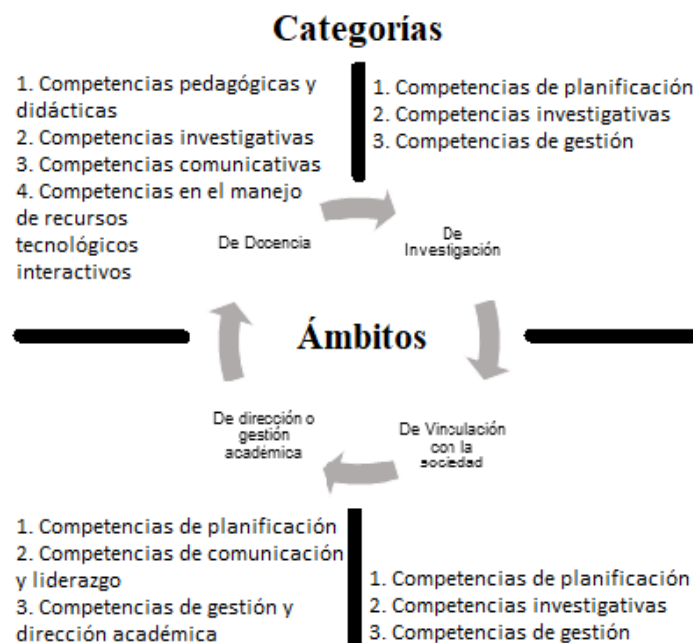 Categorías
1. Competencias pedagógicas y
didácticas
2. Competencias investigativas
3. Competencias comunicativas
4. Competencias en el manejo
de recursos
tecnológicos
interactivos
1. Competencias de planificación
2. Competencias investigativas
3. Competencias de gestión
De Docencia
De
Investigación
Ámbitos
De dirección o
gestión
académica
De Vinculación
con la
sociedad
1. Competencias de planificación
2. Competencias de comunicación
y liderazgo
3. Competencias de gestión y
dirección académica
1. Competencias de planificación
2. Competencias investigativas
3. Competencias de gestión